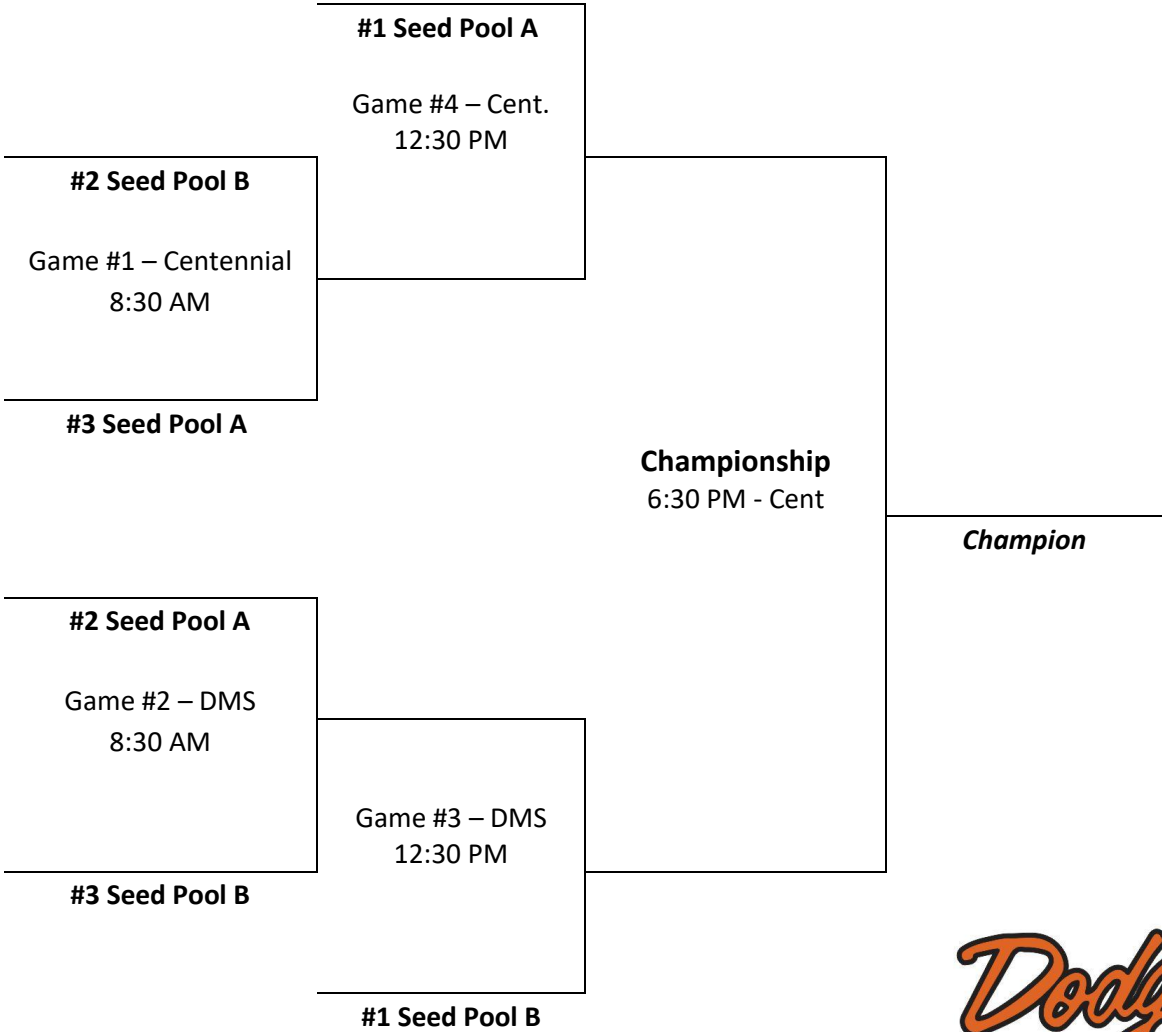 #1 Seed Pool A
Game #4 – Cent.
12:30 PM
#2 Seed Pool B
Game #1 – Centennial
8:30 AM
#3 Seed Pool A
Championship
6:30 PM - Cent
Champion
#2 Seed Pool A
Game #2 – DMS
8:30 AM
Game #3 – DMS
12:30 PM
#3 Seed Pool B
#1 Seed Pool B